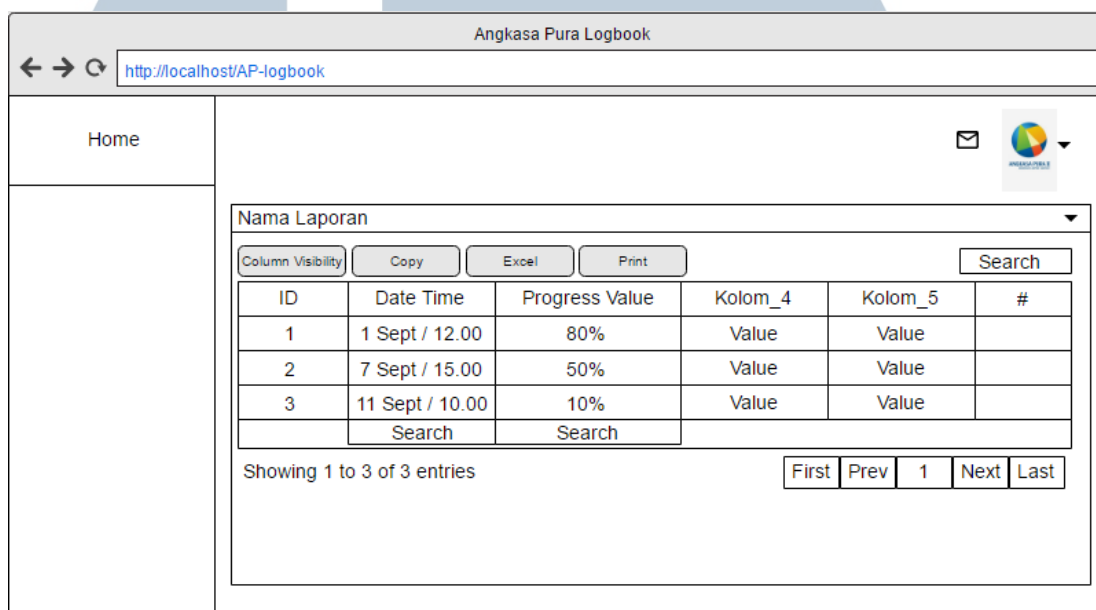 Angkasa Pura Logbook
http://localhost/AP-logbook
Home
ANGKASA PURA II
Nama Laporan
Column Visibility Copy Excel Print Search
ID Date Time Progress Value Kolom_4 Kolom_5 #
1 1 Sept / 12.00 80% Value Value
2 7 Sept / 15.00 50% Value Value
3 11 Sept / 10.00 10% Value Value
Search Search
Showing 1 to 3 of 3 entries First Prev 1 Next Last